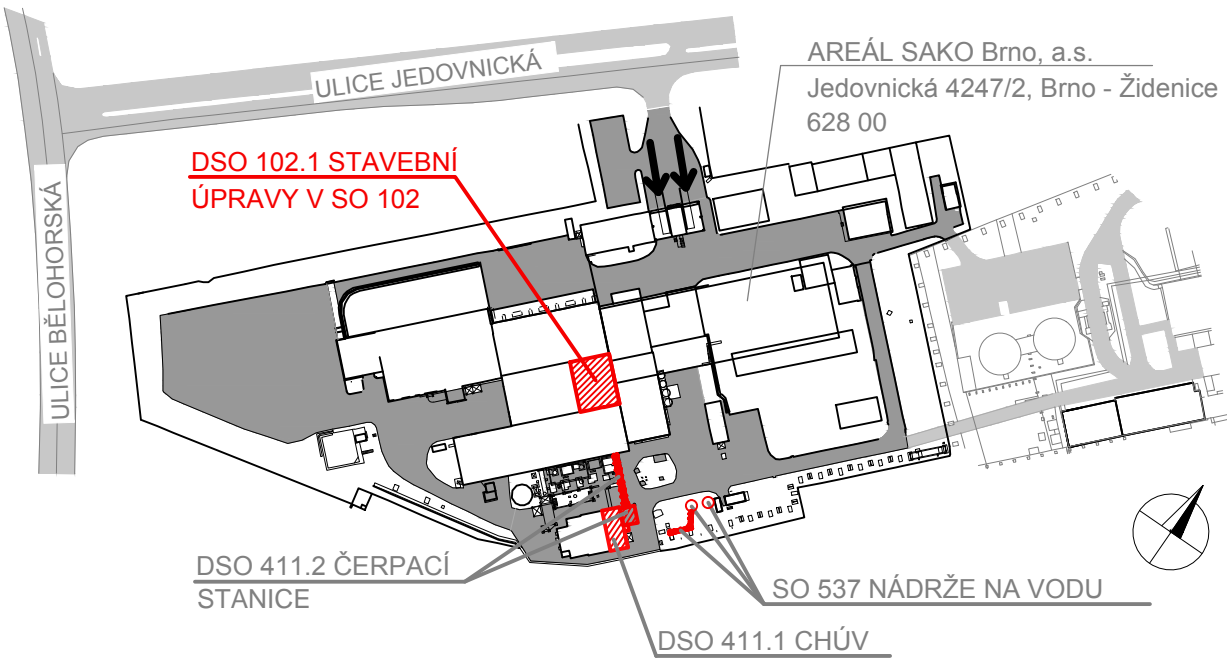 ULICE JEDOVNICKÁ
AREÁL SAKO Brno, a.s.
Jedovnická 4247/2, Brno - Židenice
628 00
DSO 102.1 STAVEBNÍ
ÚPRAVY V SO 102
ULICE BĚLOHORSKÁ
DSO 411.2 ČERPACÍ
STANICE
SO 537 NÁDRŽE NA VODU
DSO 411.1 CHÚV